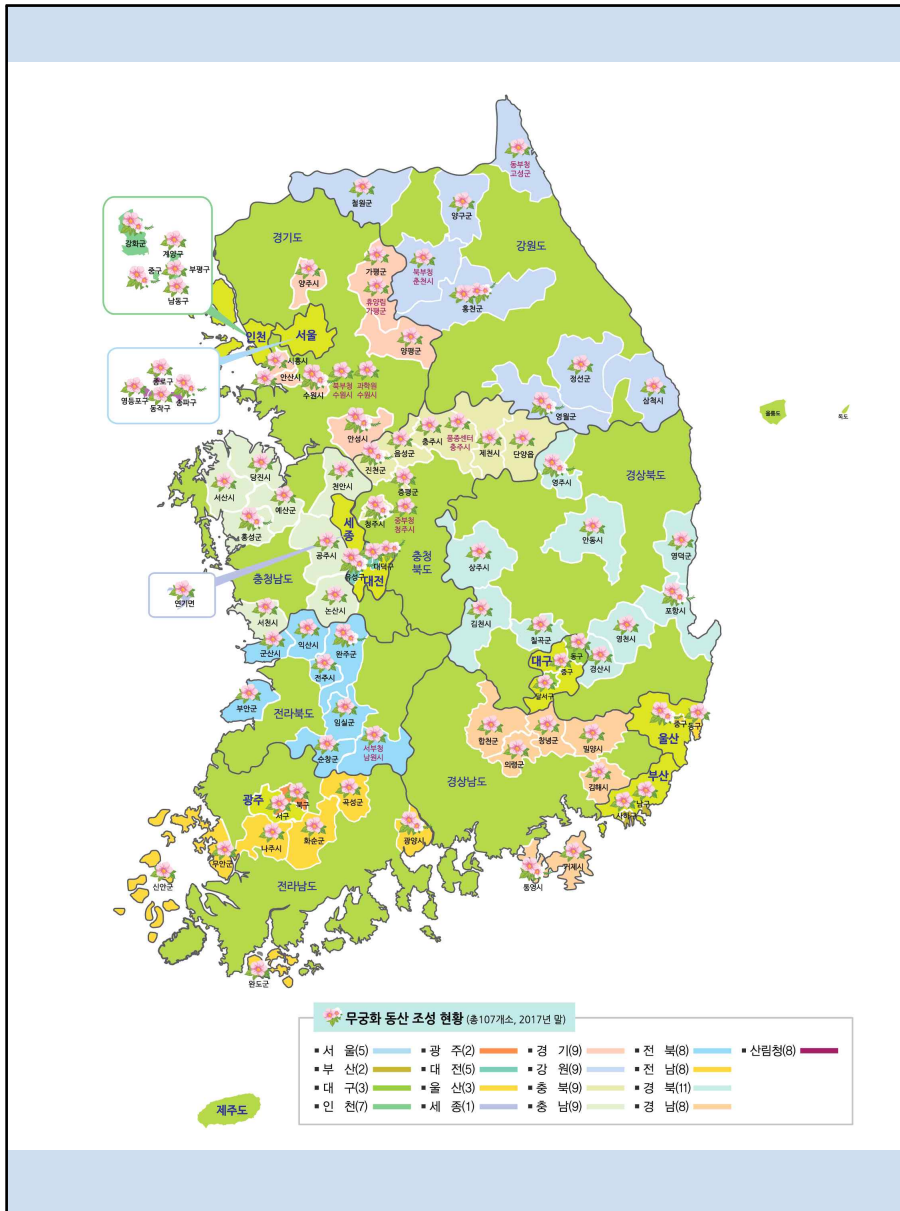 동부청
고성군
철원군
양구군
경기도
강원도
강화군
계양구
중구
부평구
남동구
양주시
가평군
휴양림
가평군
북부청
춘천시
홍천군
인천
서울
양평군
시흥시
안산시
수원시
북부청
수원시
과학원
수원시
종로구
영등포구
송파구
동작구
정선군
삼척시
영월군
울릉도
독도
안성시
진천군
음성군
충주시
품종센터
충주시
제천시
단양읍
경상북도
영주시
당진시
서산시
예산군
홍성군
천안시
증평군
청주시
중부청
청주시
세종
공주시
유성구
대덕구
대전
충청
북도
충청남도
연기면
논산시
서천시
상주시
안동시
영덕군
포항시
김천시
칠곡군
영천시
경산시
대구
동구
중구
달서구
군산시
익산시
완주군
전주시
부안군
전라북도
임실군
순창군
서부청
남원시
합천군
창녕군
밀양시
의령군
경상남도
김해시
중구
동구
울산
부산
남구
사하구
광주
북구
서구
곡성군
나주시
화순군
광양시
무안군
신안군
전라남도
완도군
통영시
거제시
제주도
무궁화 동산 조성 현황 (총107개소, 2017년 말)
▪ 서 울(5) ▪ 광 주(2) ▪ 경 기(9) ▪ 전 북(8) ▪ 산림청(8)
▪ 부 산(2) ▪ 대 전(5) ▪ 강 원(9) ▪ 전 남(8)
▪ 대 구(3) ▪ 울 산(3) ▪ 충 북(9) ▪ 경 북(11)
▪ 인 천(7) ▪ 세 종(1) ▪ 충 남(9) ▪ 경 남(8)